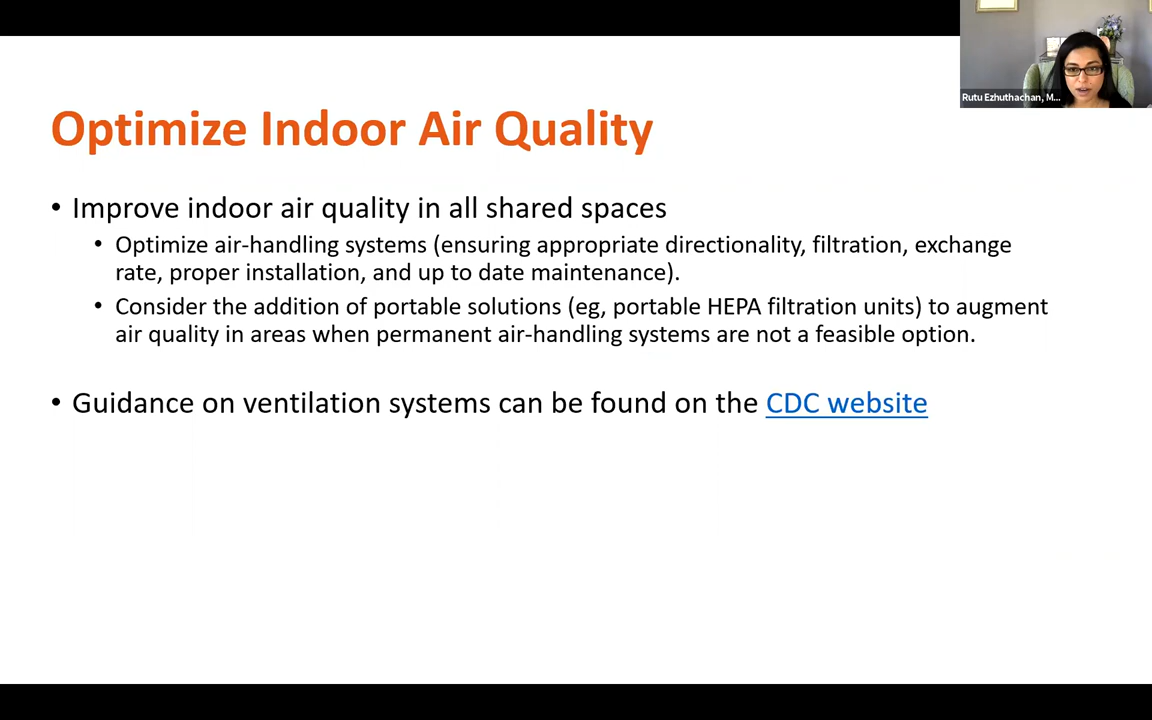 Optimize Indoor Air Quality
• Improve indoor air quality in all shared spaces
• Optimize air-handling systems (ensuring appropriate directionality, filtration, exchange
rate, proper installation, and up to date maintenance).
• Consider the addition of portable solutions (eg, portable HEPA filtration units) to augment
air quality in areas when permanent air-handling systems are not a feasible option.
• Guidance on ventilation systems can be found on the CDC website
Rutu Ezhuthachan, M...